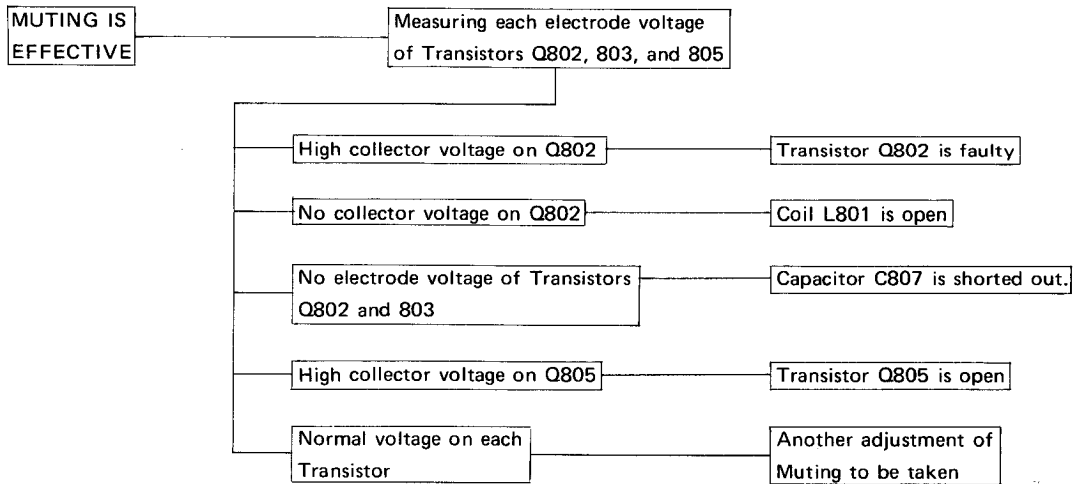 MUTING IS
EFFECTIVE
Measuring each electrode voltage
of Transistors Q802, 803, and 805
High collector voltage on Q802
Transistor Q802 is faulty
No collector voltage on Q802
Coil L801 is open
No electrode voltage of Transistors
Q802 and 803
Capacitor C807 is shorted out.
High collector voltage on Q805
Transistor Q805 is open
Normal voltage on each
Transistor
Another adjustment of
Muting to be taken